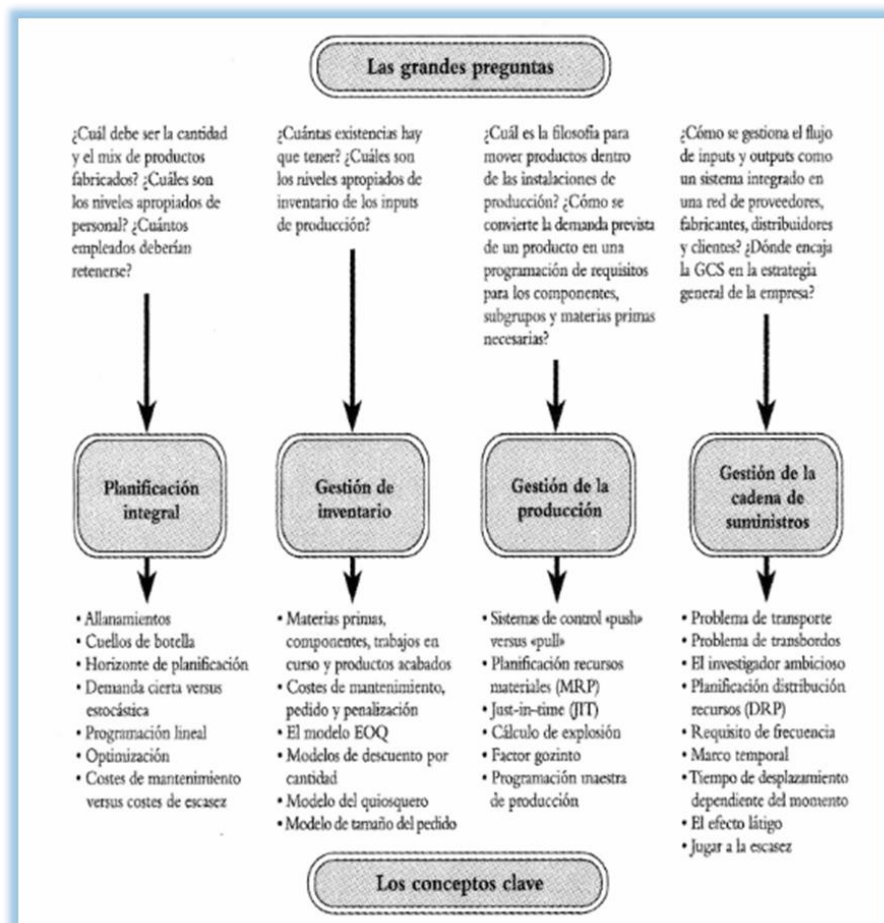 Las grandes preguntas
¿Cuál debe ser la cantidad
y el mix de productos
fabricados? ¿Cuáles son
los niveles apropiados de
personal? ¿Cuántos
empleados deberían
retenerse?
¿Cuántas existencias hay
que tener? ¿Cuáles son
los niveles apropiados de
inventario de los inputs
de producción?
¿Cuál es la filosofía para
mover productos dentro
de las instalaciones de
producción? ¿Cómo se
convierte la demanda prevista
de un producto en una
programación de requisitos
para los componentes,
subgrupos y materias primas
necesarias?
¿Cómo se gestiona el flujo
de inputs y outputs como
un sistema integrado en
una red de proveedores,
fabricantes, distribuidores
y clientes? ¿Dónde encaja
la GCS en la estrategia
general de la empresa?
Planificación
integral
Gestión de
inventario
Gestión de la
producción
Gestión de la
cadena de
suministros
• Allanamientos
• Cuellos de botella
• Horizonte de planificación
• Demanda cierta versus
estocástica
• Programación lineal
• Optimización
• Costes de mantenimiento
versus costes de escasez
• Materias primas,
componentes, trabajos en
curso y productos acabados
• Costes de mantenimiento,
pedido y penalización
• El modelo EOQ
• Modelos de descuento por
cantidad
• Modelo del quiosquero
• Modelo de tamaño del pedido
• Sistemas de control «push»
versus «pull»
• Planificación recursos
materiales (MRP)
• Just-in-time (JIT)
• Cálculo de explosión
• Factor gozinto
• Programación maestra
de producción
• Problema de transporte
• Problema de transbordos
• El investigador ambicioso
• Planificación distribución
recursos (DRP)
• Requisito de frecuencia
• Marco temporal
• Tiempo de desplazamiento
dependiente del momento
• El efecto látigo
• Jugar a la escasez
Los conceptos clave